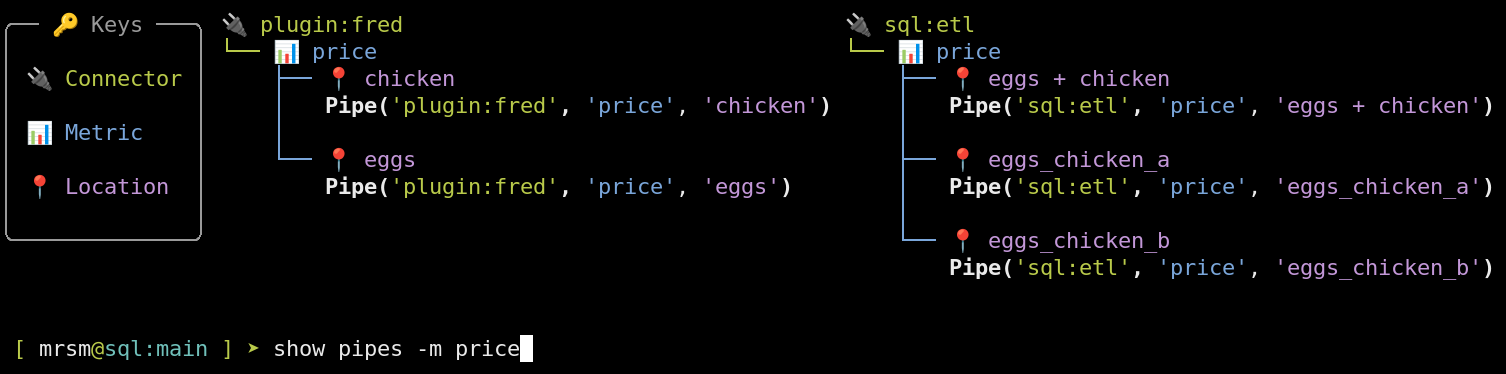 Keys
Connector
Metric
Location
plugin:fred
price
chicken
Pipe('plugin:fred', 'price', 'chicken')
eggs
Pipe('plugin:fred', 'price', 'eggs')
sql:etl
price
eggs + chicken
Pipe('sql:etl', 'price', 'eggs + chicken')
eggs_chicken_a
Pipe('sql:etl', 'price', 'eggs_chicken_a')
eggs_chicken_b
Pipe('sql:etl', 'price', 'eggs_chicken_b')
[ mrsm@sql:main ] ➤ show pipes -m price